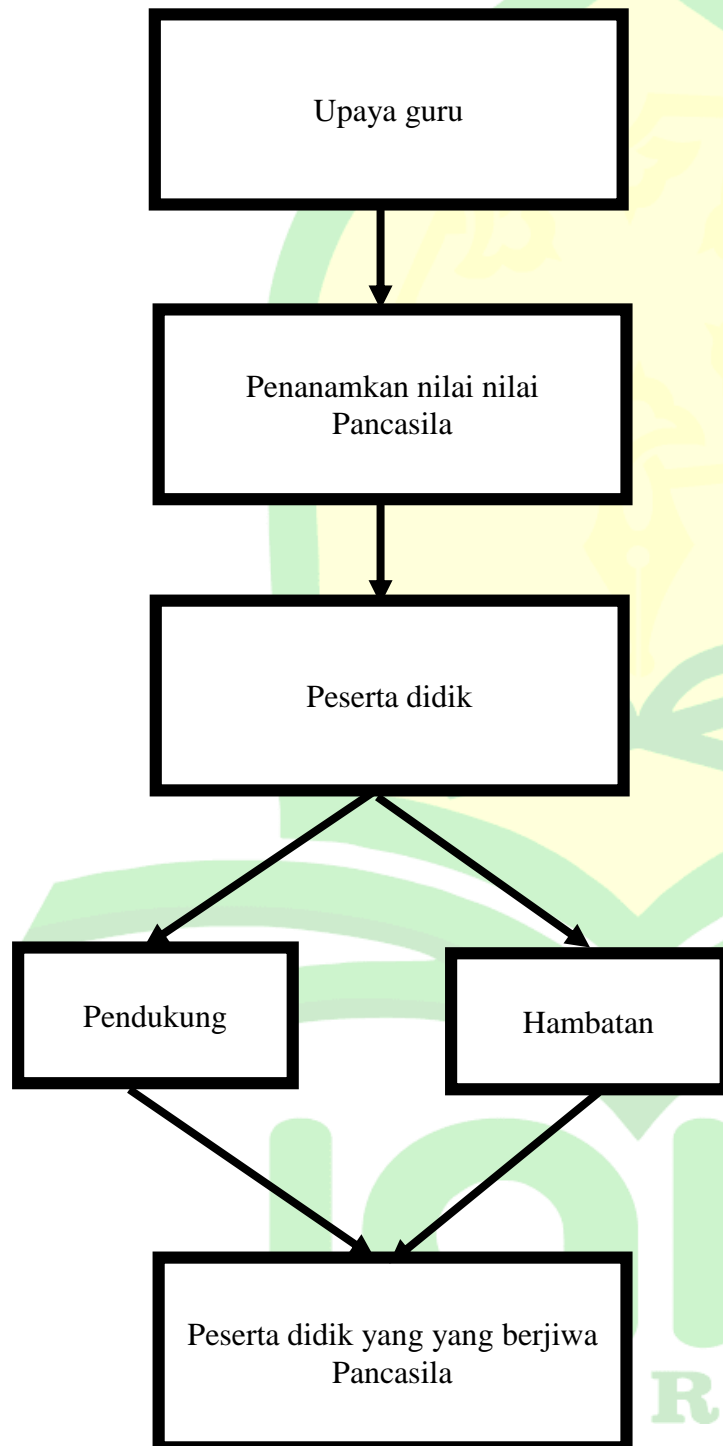 Upaya guru
Penanamkan nilai nilai
Pancasila
Peserta didik
Pendukung
Hambatan
Peserta didik yang yang berjiwa
Pancasila
R